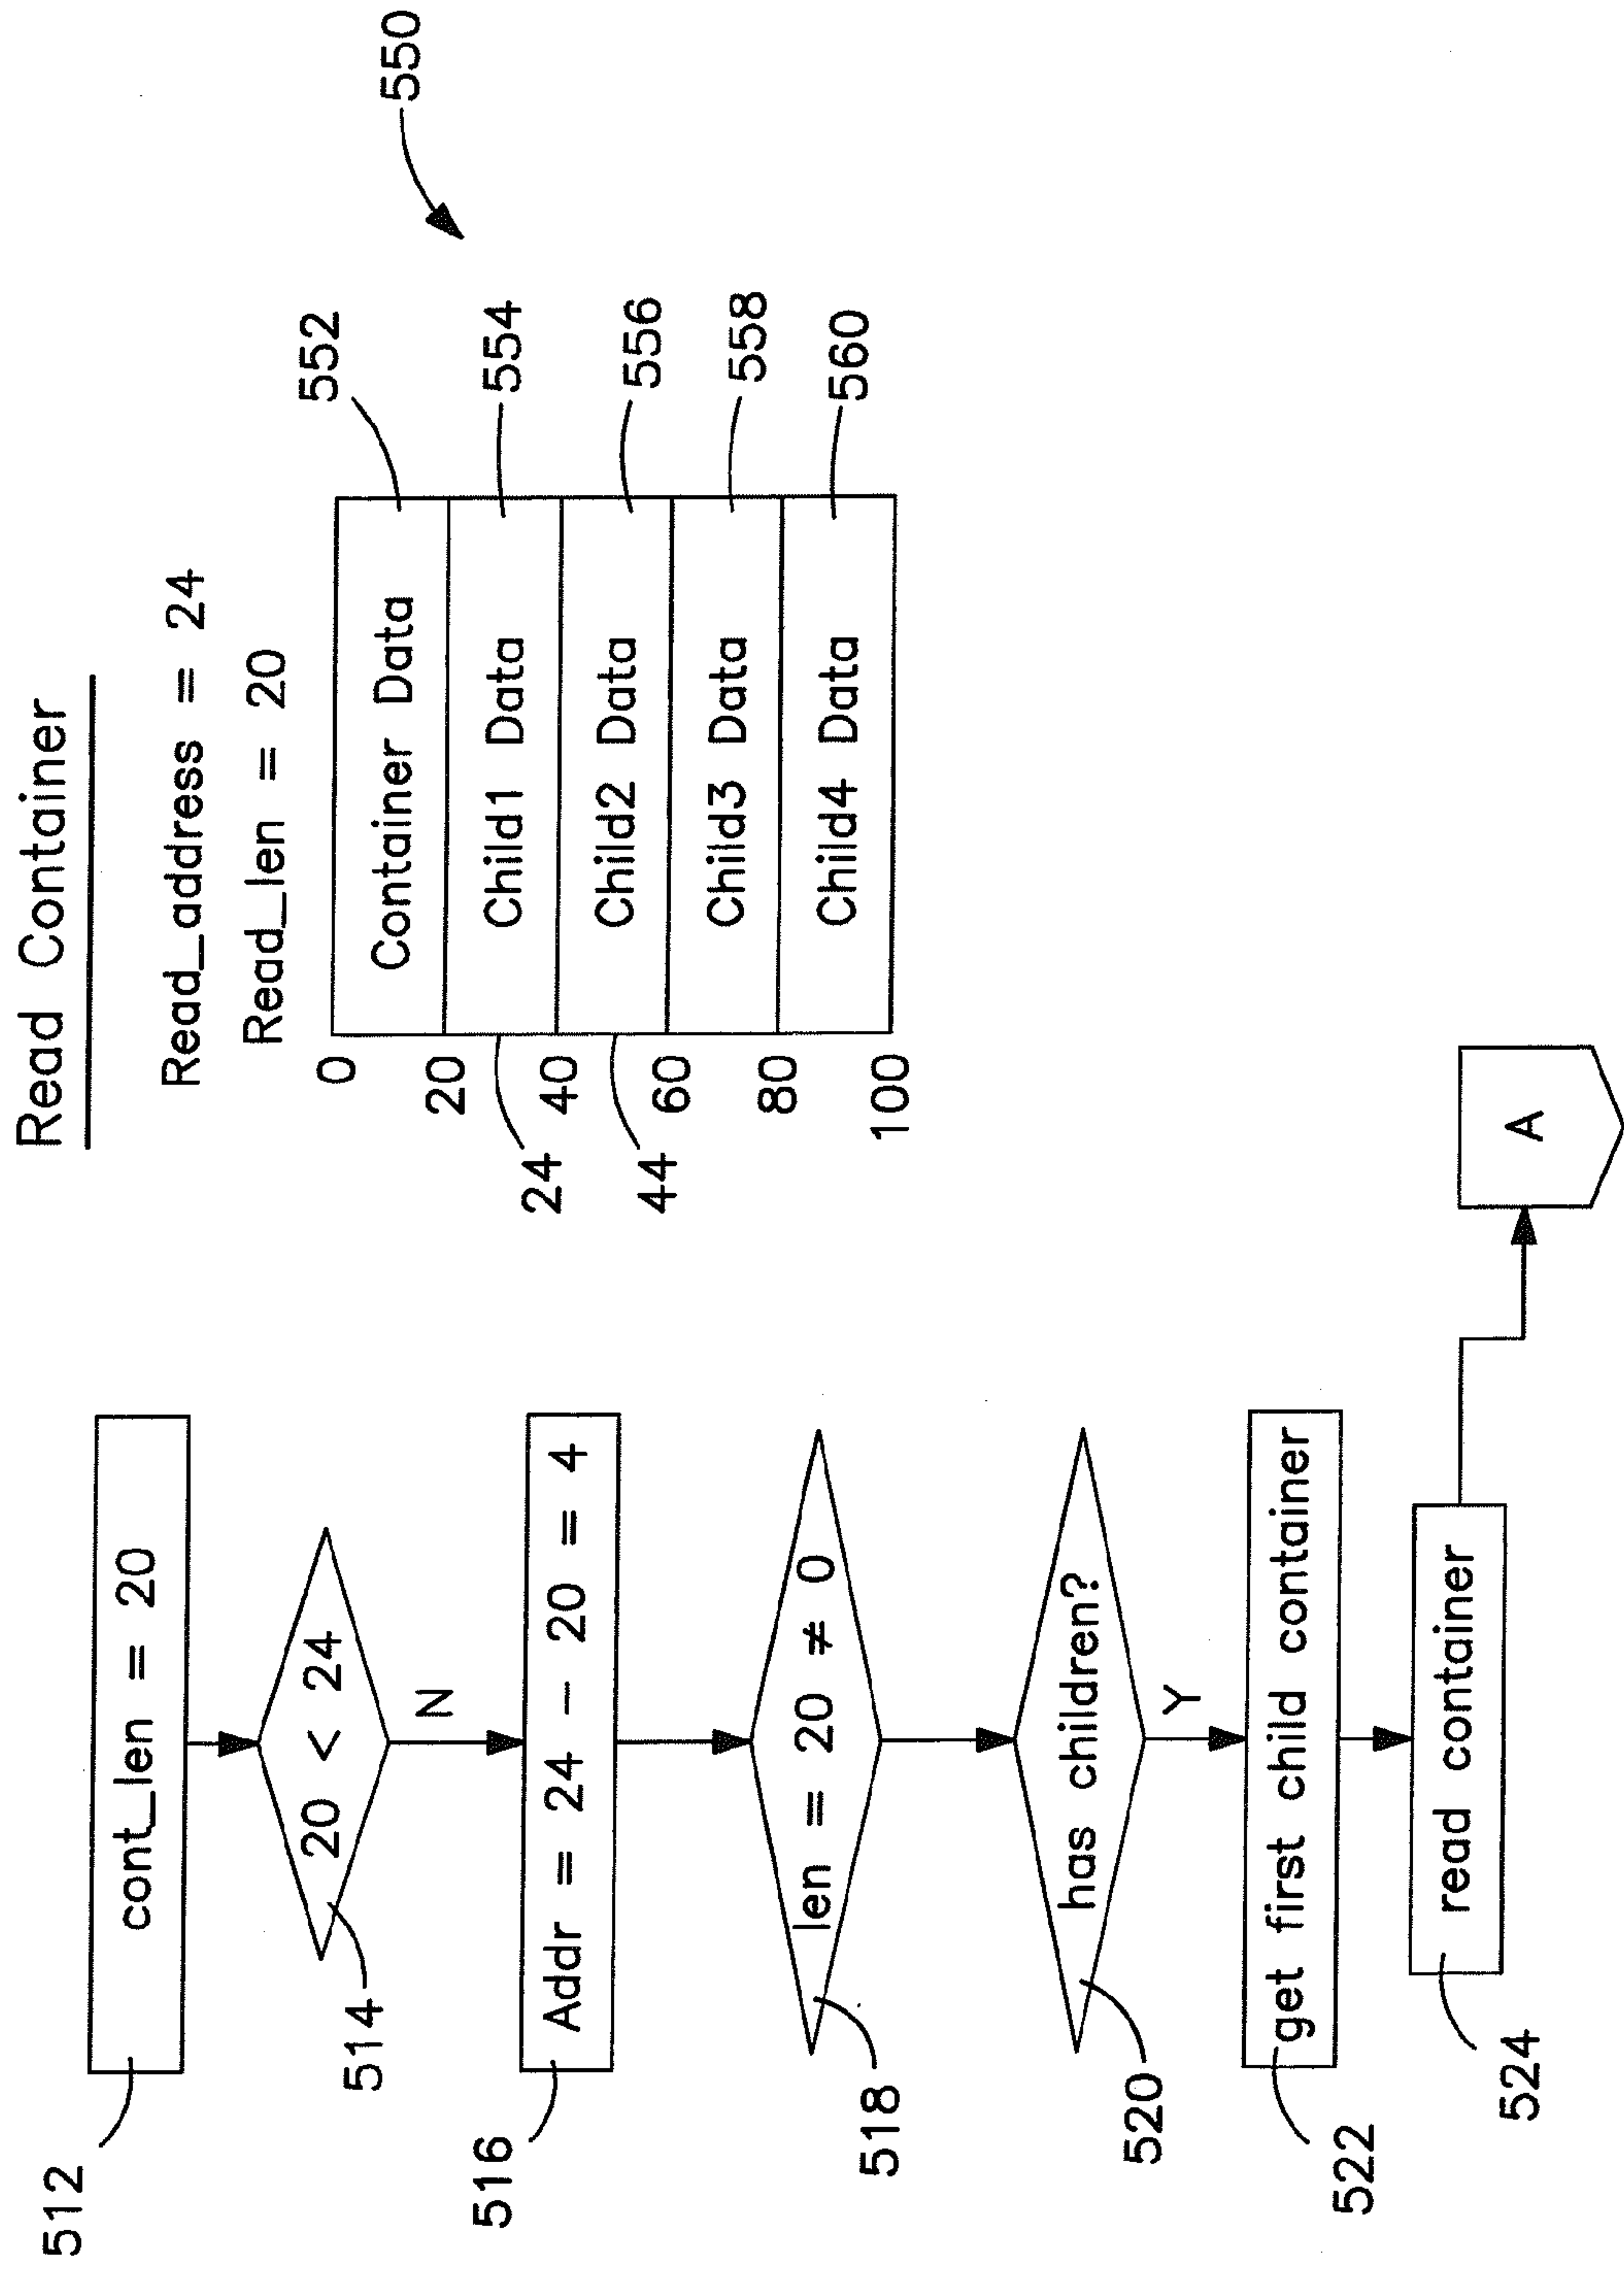 Read Container
512
cont_len = 20
514
20 < 24
N
516
Addr = 24 - 20 = 4
518
len = 20 ≠ 0
520
has children?
Y
522
get first child container
524
read container
A
Read_address = 24
Read_len = 20
550
0
Container Data
552
20
24
Child1 Data
554
40
44
Child2 Data
556
60
Child3 Data
558
80
Child4 Data
560
100